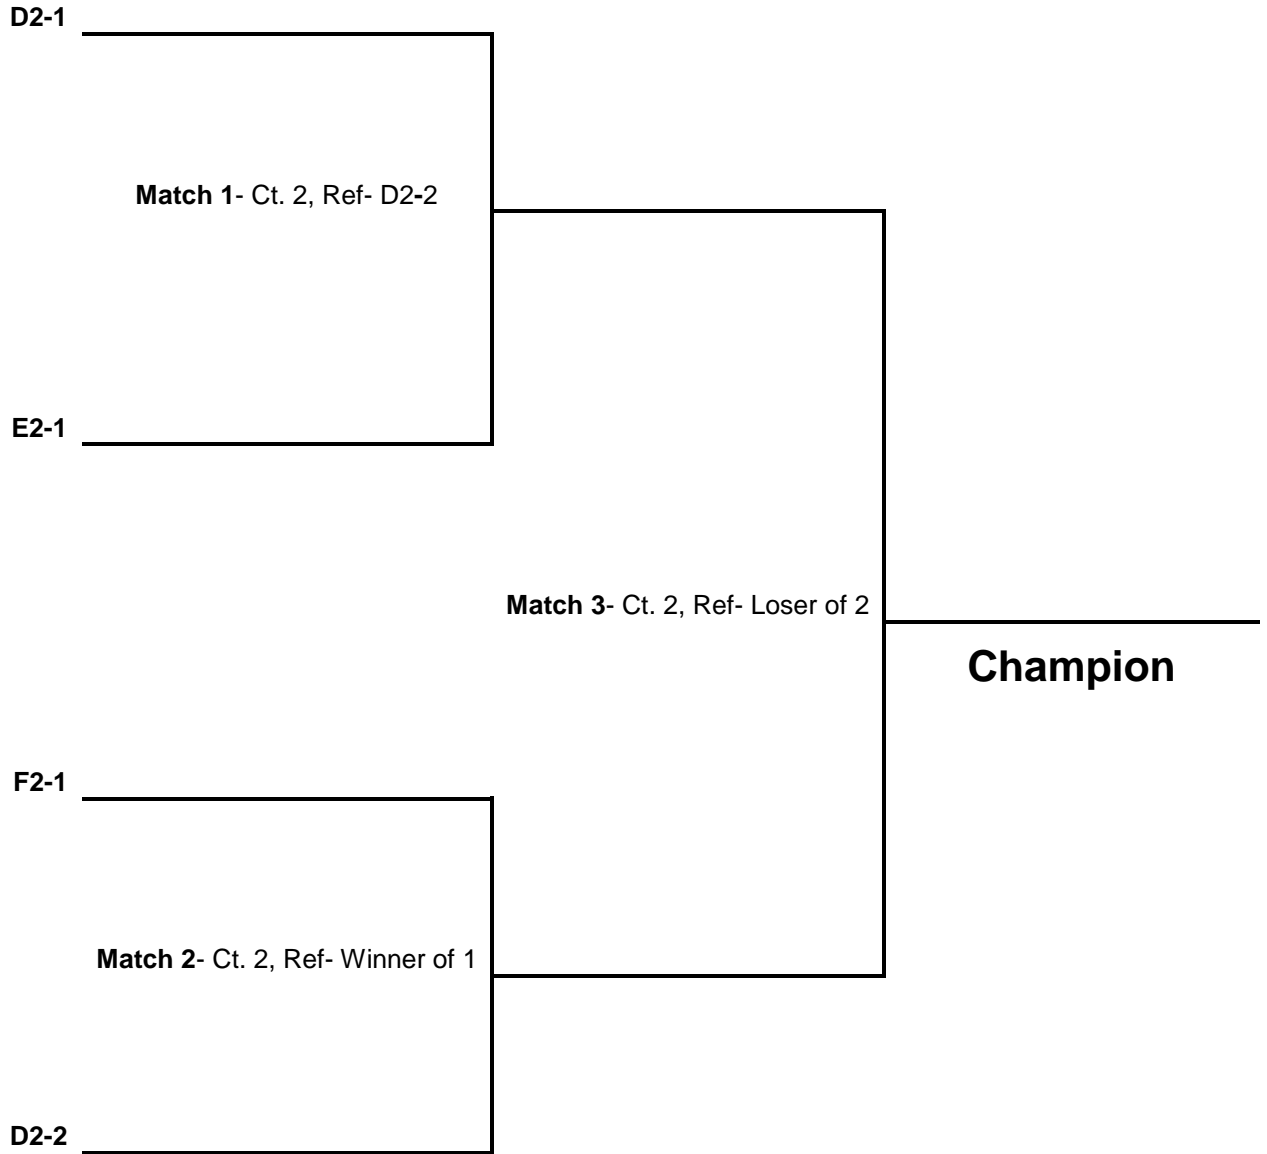 D2-1
Match 1- Ct. 2, Ref- D2-2
E2-1
Match 3- Ct. 2, Ref- Loser of 2
Champion
F2-1
Match 2- Ct. 2, Ref- Winner of 1
D2-2